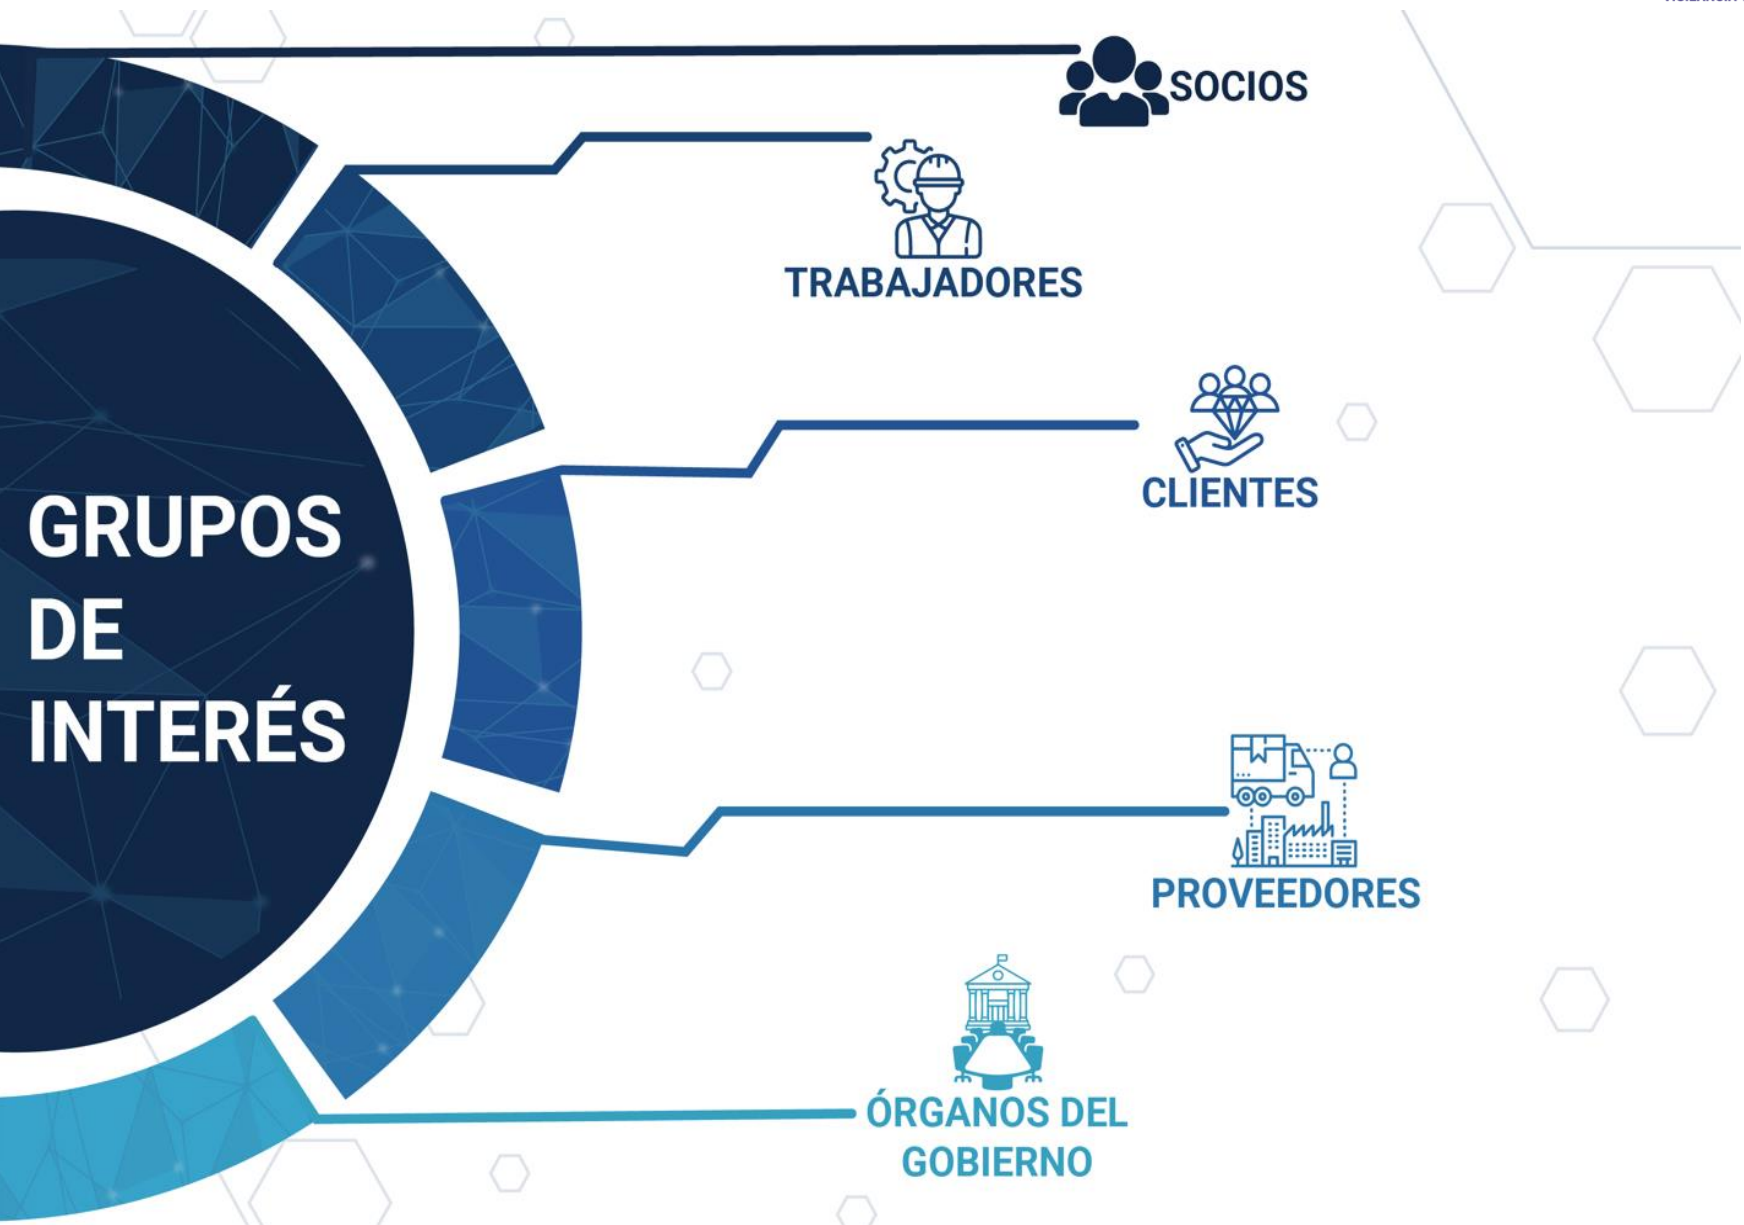 SOCIOS
TRABAJADORES
CLIENTES
GRUPOS
DE
INTERÉS
PROVEEDORES
ÓRGANOS DEL
GOBIERNO